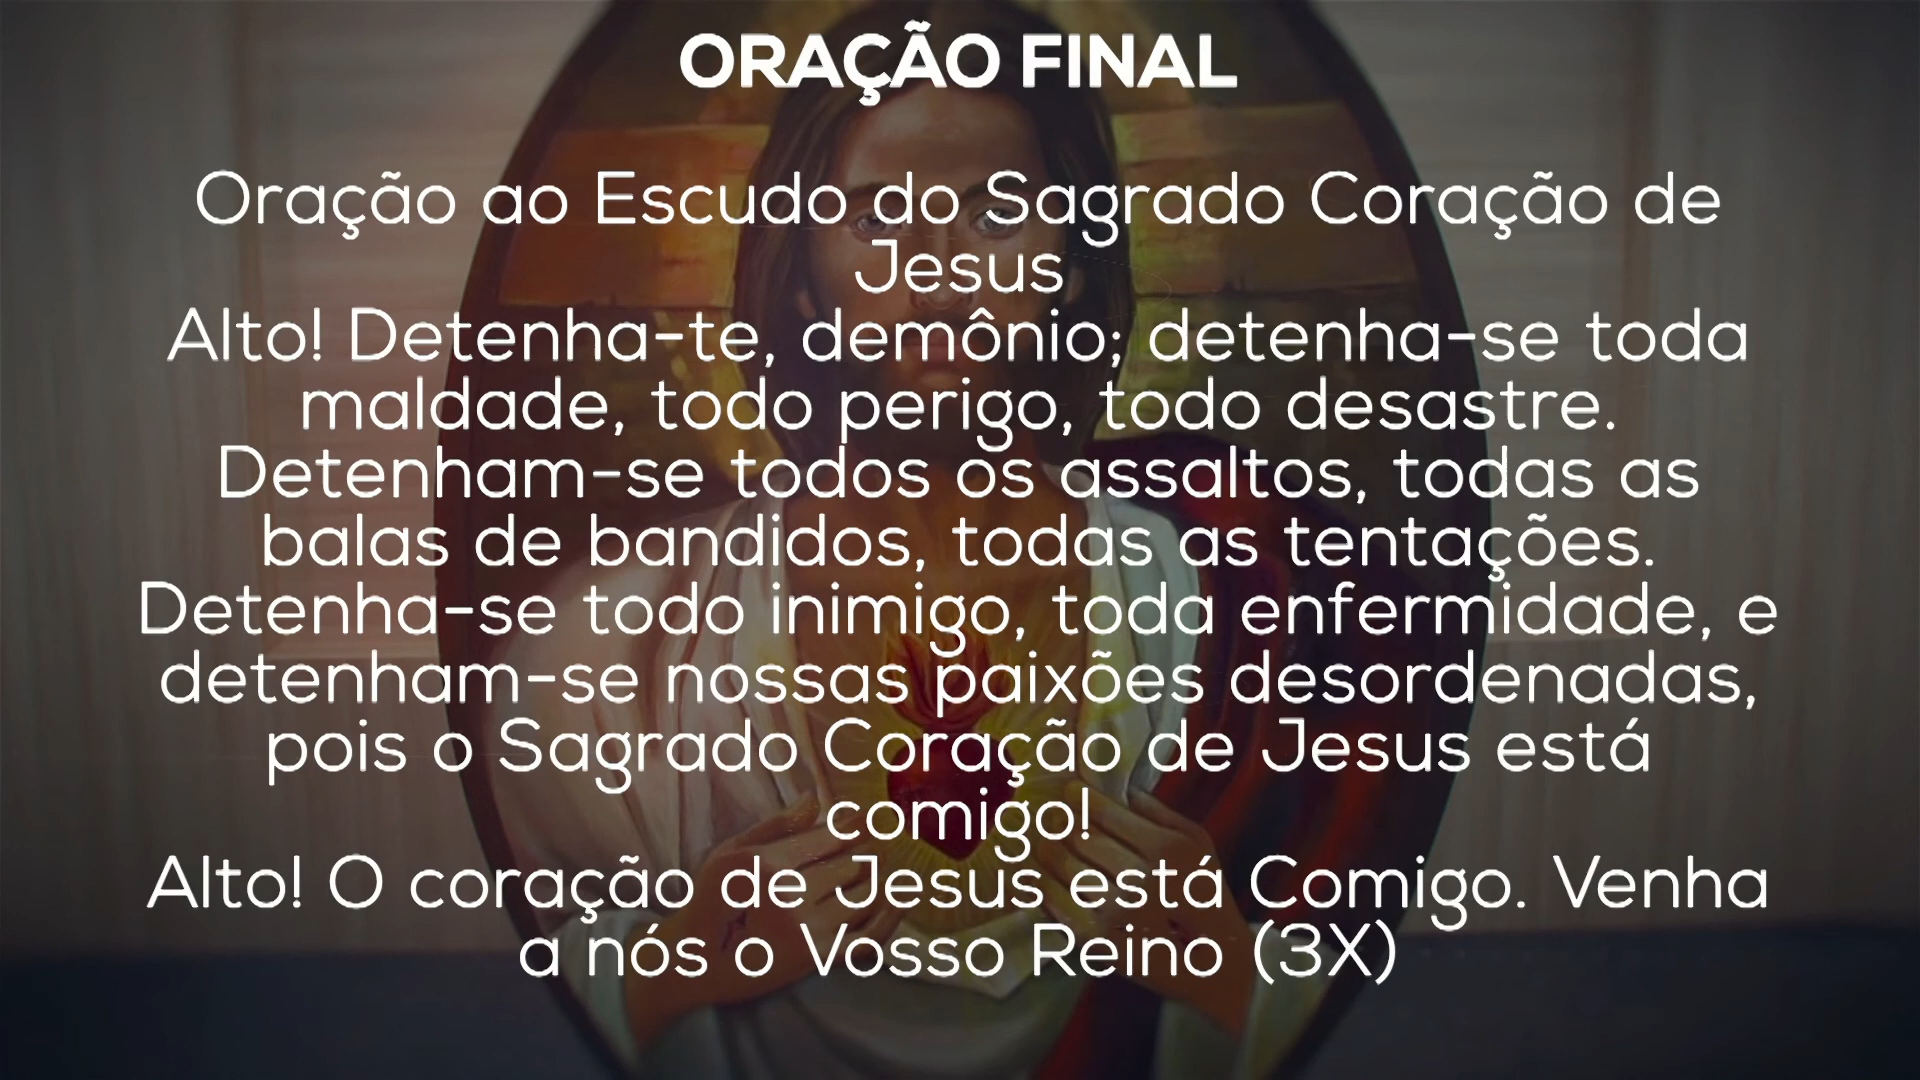 ORAÇÃO FINAL
Oração ao Escudo do Sagrado Coração de
Jesus
Alto! Detenha-te, demônio; detenha-se toda
maldade, todo perigo, todo desastre.
Detenham-se todos os assaltos, todas as
balas de bandidos, todas as tentações.
Detenha-se todo inimigo, toda enfermidade, e
detenham-se nossas paixões desordenadas,
pois o Sagrado Coração de Jesus está
comigo!
Alto! O coração de Jesus está Comigo. Venha
a nós o Vosso Reino (3X)